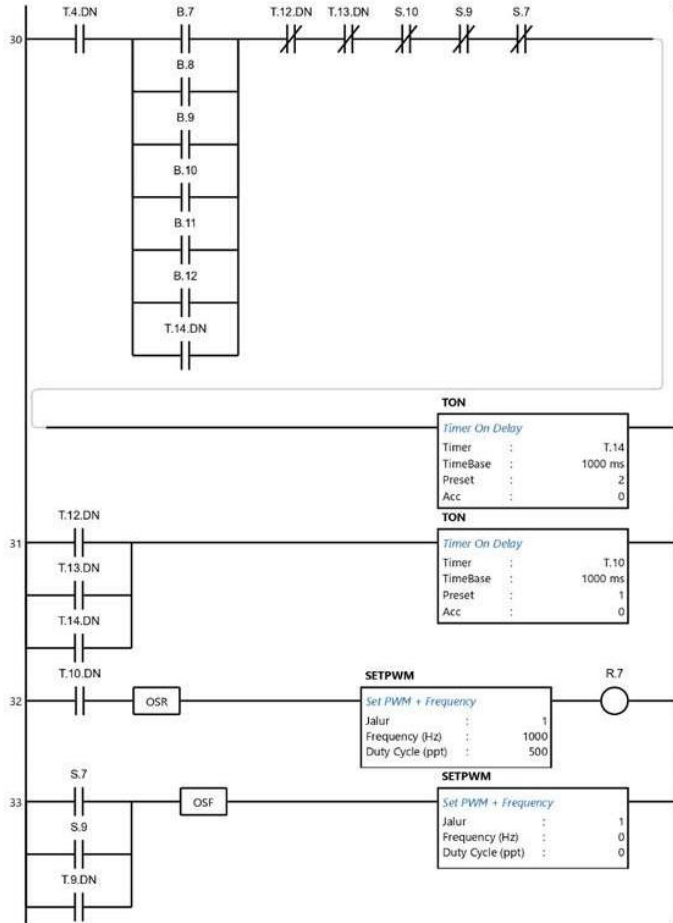 T.4.DN B.7 T.12.DN T.13.DN S.10 S.9 S.7
30
B.8
B.9
B.10
B.11
B.12
T.14.DN
TON
Timer On Delay
Timer : T.14
TimeBase : 1000 ms
Preset : 2
Acc : 0
T.12.DN
TON
31
Timer On Delay
T.13.DN
Timer : T.10
TimeBase : 1000 ms
T.14.DN
Preset : 1
Acc : 0
T.10.DN
SETPWM
R.7
32
OSR
Set PWM + Frequency
Jalur : 1
Frequency (Hz) : 1000
Duty Cycle (ppt) : 500
S.7
SETPWM
33
OSF
Set PWM + Frequency
S.9
Jalur : 1
Frequency (Hz) : 0
T.9.DN
Duty Cycle (ppt) : 0